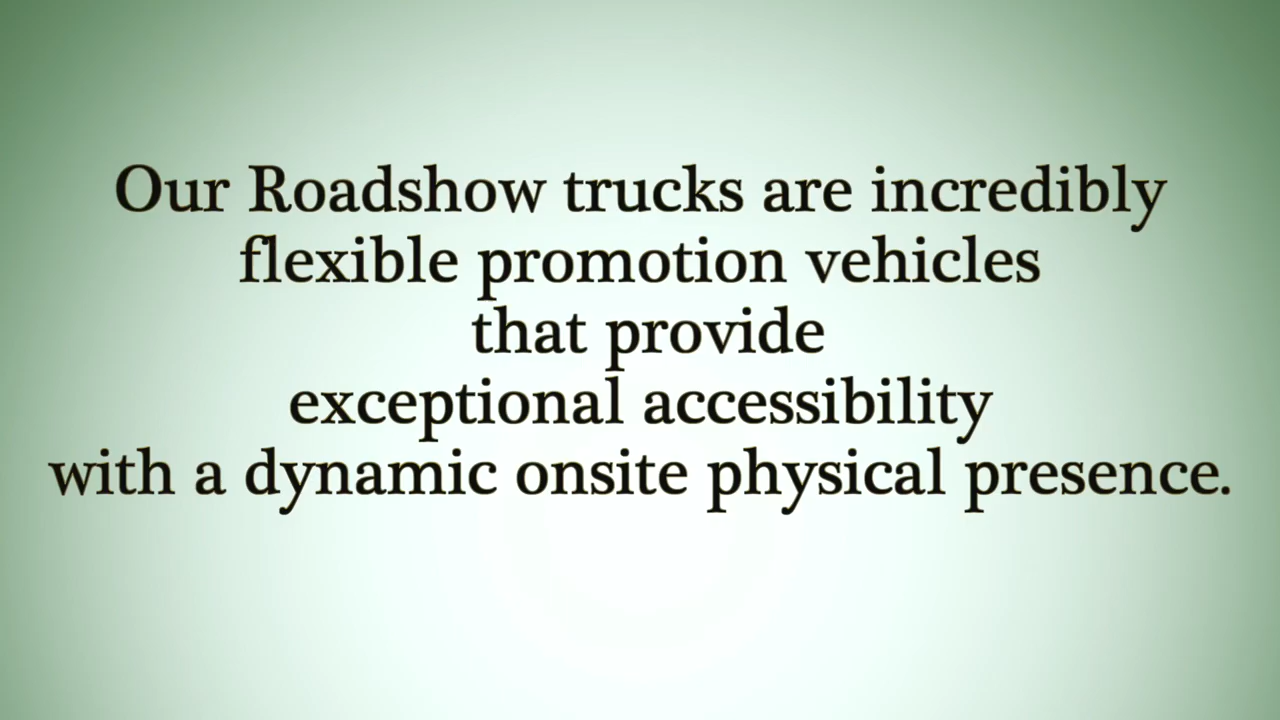 Our Roadshow trucks are incredibly
flexible promotion vehicles
that provide
exceptional accessibility
with a dynamic onsite physical presence.